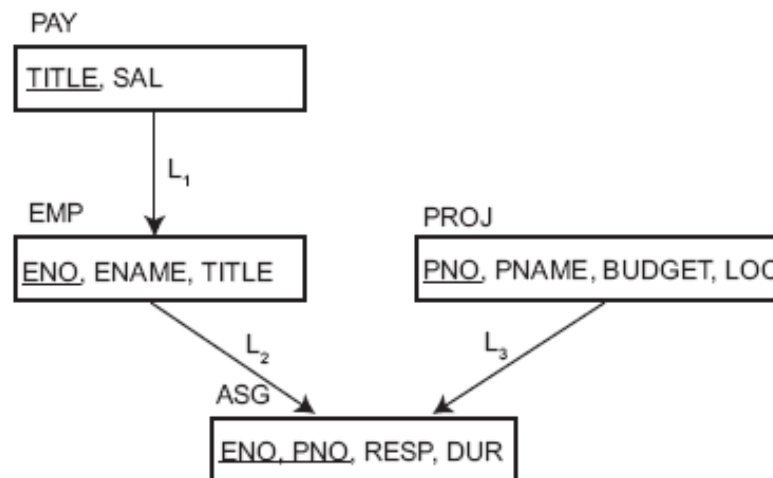 PAY
TITLE, SAL
L₁
EMP
PROJ
ENO, ENAME, TITLE
PNO, PNAME, BUDGET, LOC
L₂
L₃
ASG
ENO, PNO, RESP, DUR